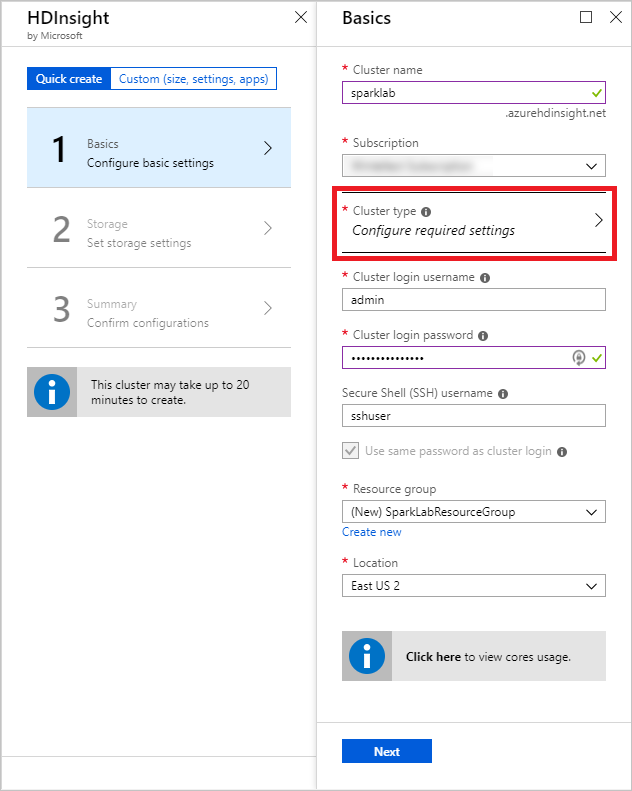 HDInsight
by Microsoft
Quick create
Custom (size, settings, apps)
1
Basics
Configure basic settings
2
Storage
Set storage settings
3
Summary
Confirm configurations
This cluster may take up to 20
minutes to create.
Basics
* Cluster name
sparklab
.azurehdinsight.net
* Subscription
* Cluster type
Configure required settings
* Cluster login username
admin
* Cluster login password
•••••••••••••••
Secure Shell (SSH) username
sshuser
Use same password as cluster login
* Resource group
(New) SparkLabResourceGroup
Create new
* Location
East US 2
Click here to view cores usage.
Next